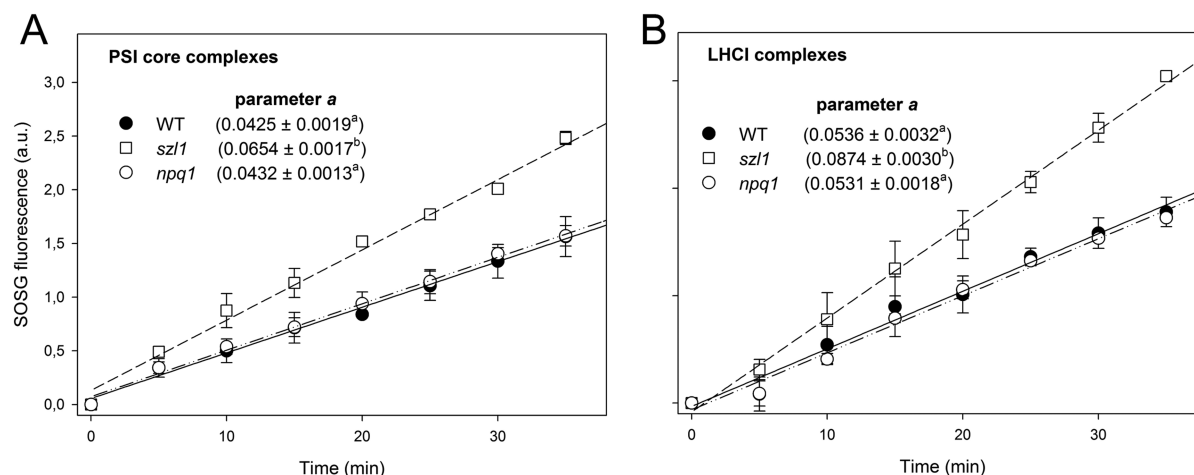 A
PSI core complexes
parameter a
WT (0.0425 ± 0.0019ᵃ)
szl1 (0.0654 ± 0.0017ᵇ)
npq1 (0.0432 ± 0.0013ᵃ)
SOSG fluorescence (a.u.)
3,0
2,5
2,0
1,5
1,0
0,5
0,0
0 10 20 30
Time (min)
B
LHCI complexes
parameter a
WT (0.0536 ± 0.0032ᵃ)
szl1 (0.0874 ± 0.0030ᵇ)
npq1 (0.0531 ± 0.0018ᵃ)
0 10 20 30
Time (min)